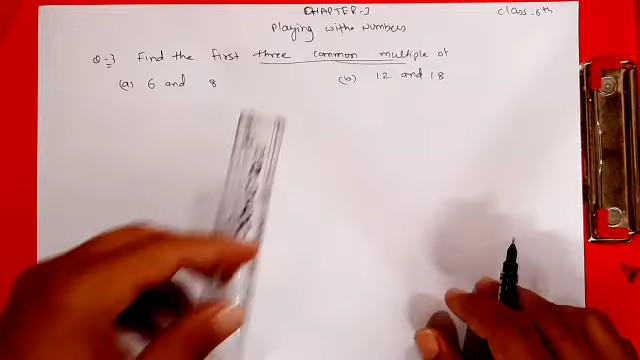 CHAPTER-3
class-6th
Playing withe Numbers
Q-3 Find the first three common multiple of
(a) 6 and 8 (b) 12 and 18